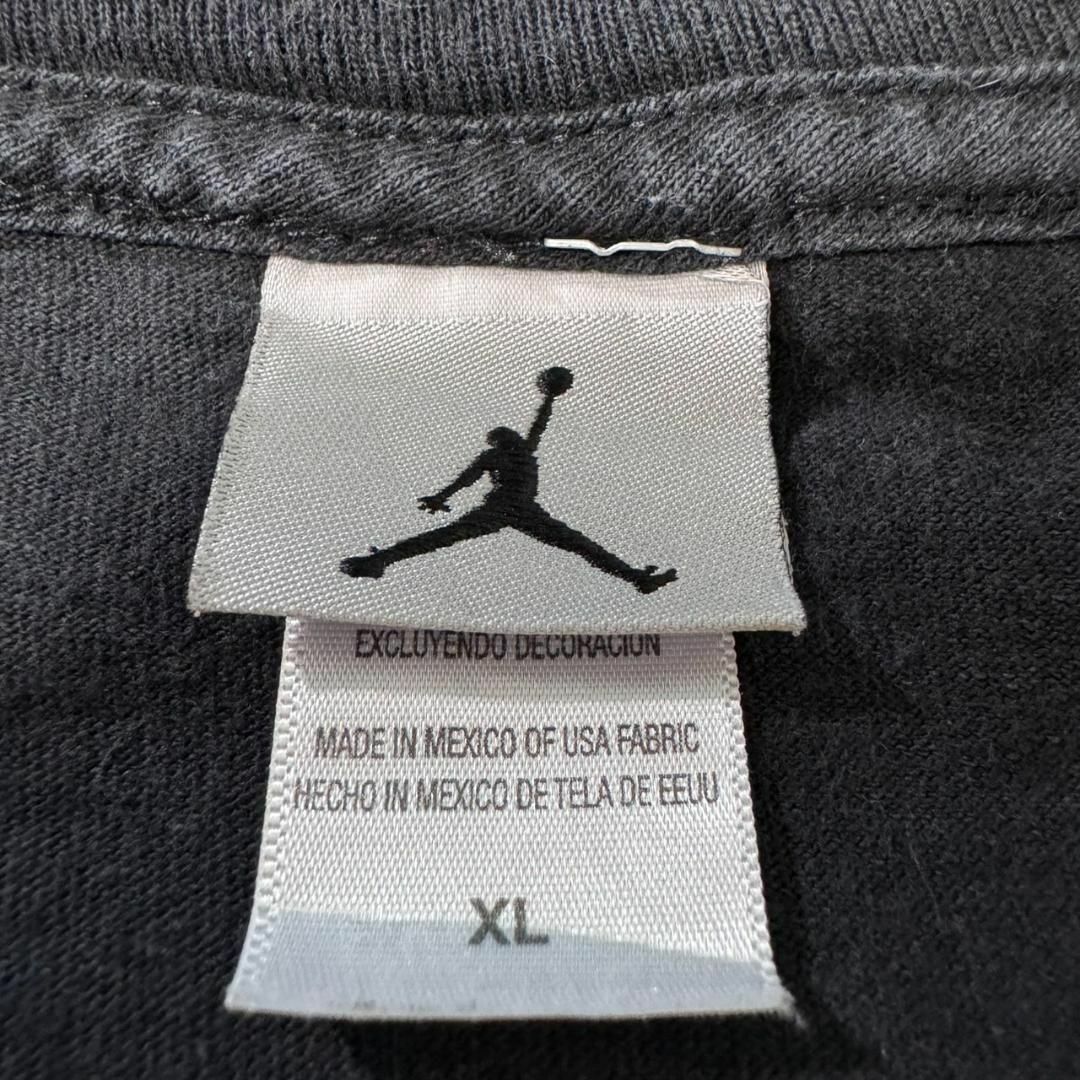 EXCLUYENDO DECORACION
MADE IN MEXICO OF USA FABRIC
HECHO IN MEXICO DE TELA DE EEUU
XL